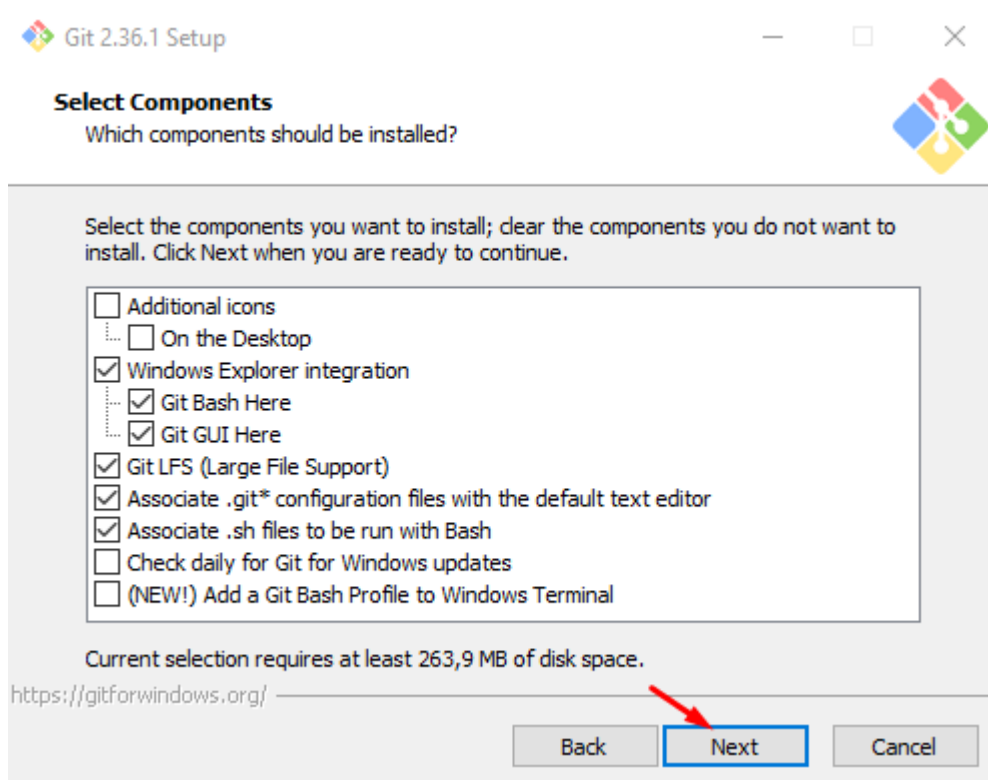 Git 2.36.1 Setup
Select Components
Which components should be installed?
Select the components you want to install; clear the components you do not want to
install. Click Next when you are ready to continue.
Additional icons
On the Desktop
Windows Explorer integration
Git Bash Here
Git GUI Here
Git LFS (Large File Support)
Associate .git* configuration files with the default text editor
Associate .sh files to be run with Bash
Check daily for Git for Windows updates
(NEW!) Add a Git Bash Profile to Windows Terminal
Current selection requires at least 263,9 MB of disk space.
https://gitforwindows.org/
Back Next Cancel